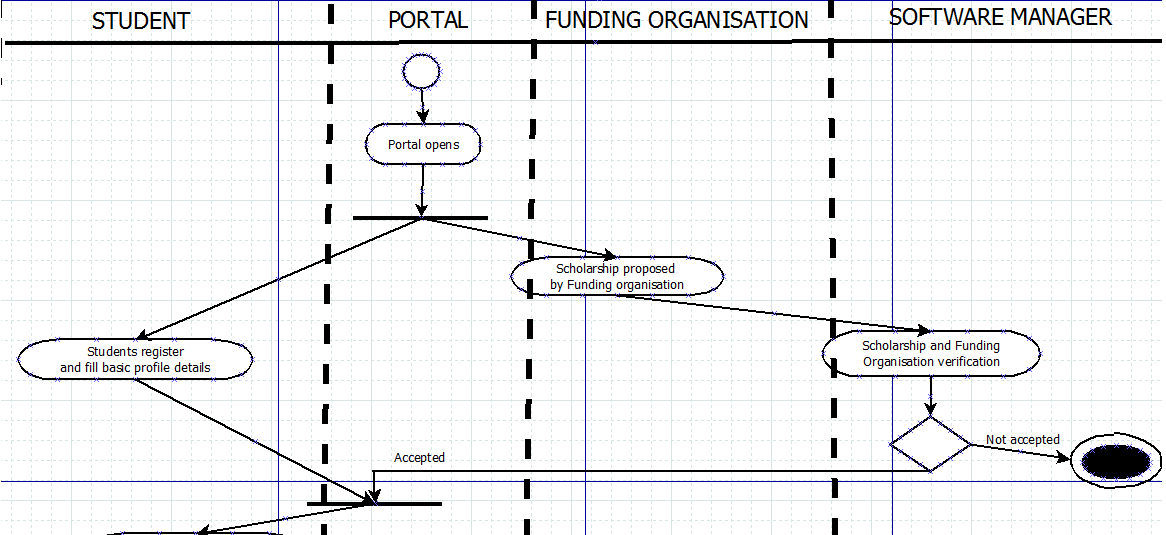 STUDENT
PORTAL
FUNDING ORGANISATION
SOFTWARE MANAGER
Portal opens
Scholarship proposed
by Funding organisation
Students register
and fill basic profile details
Scholarship and Funding
Organisation verification
Not accepted
Accepted